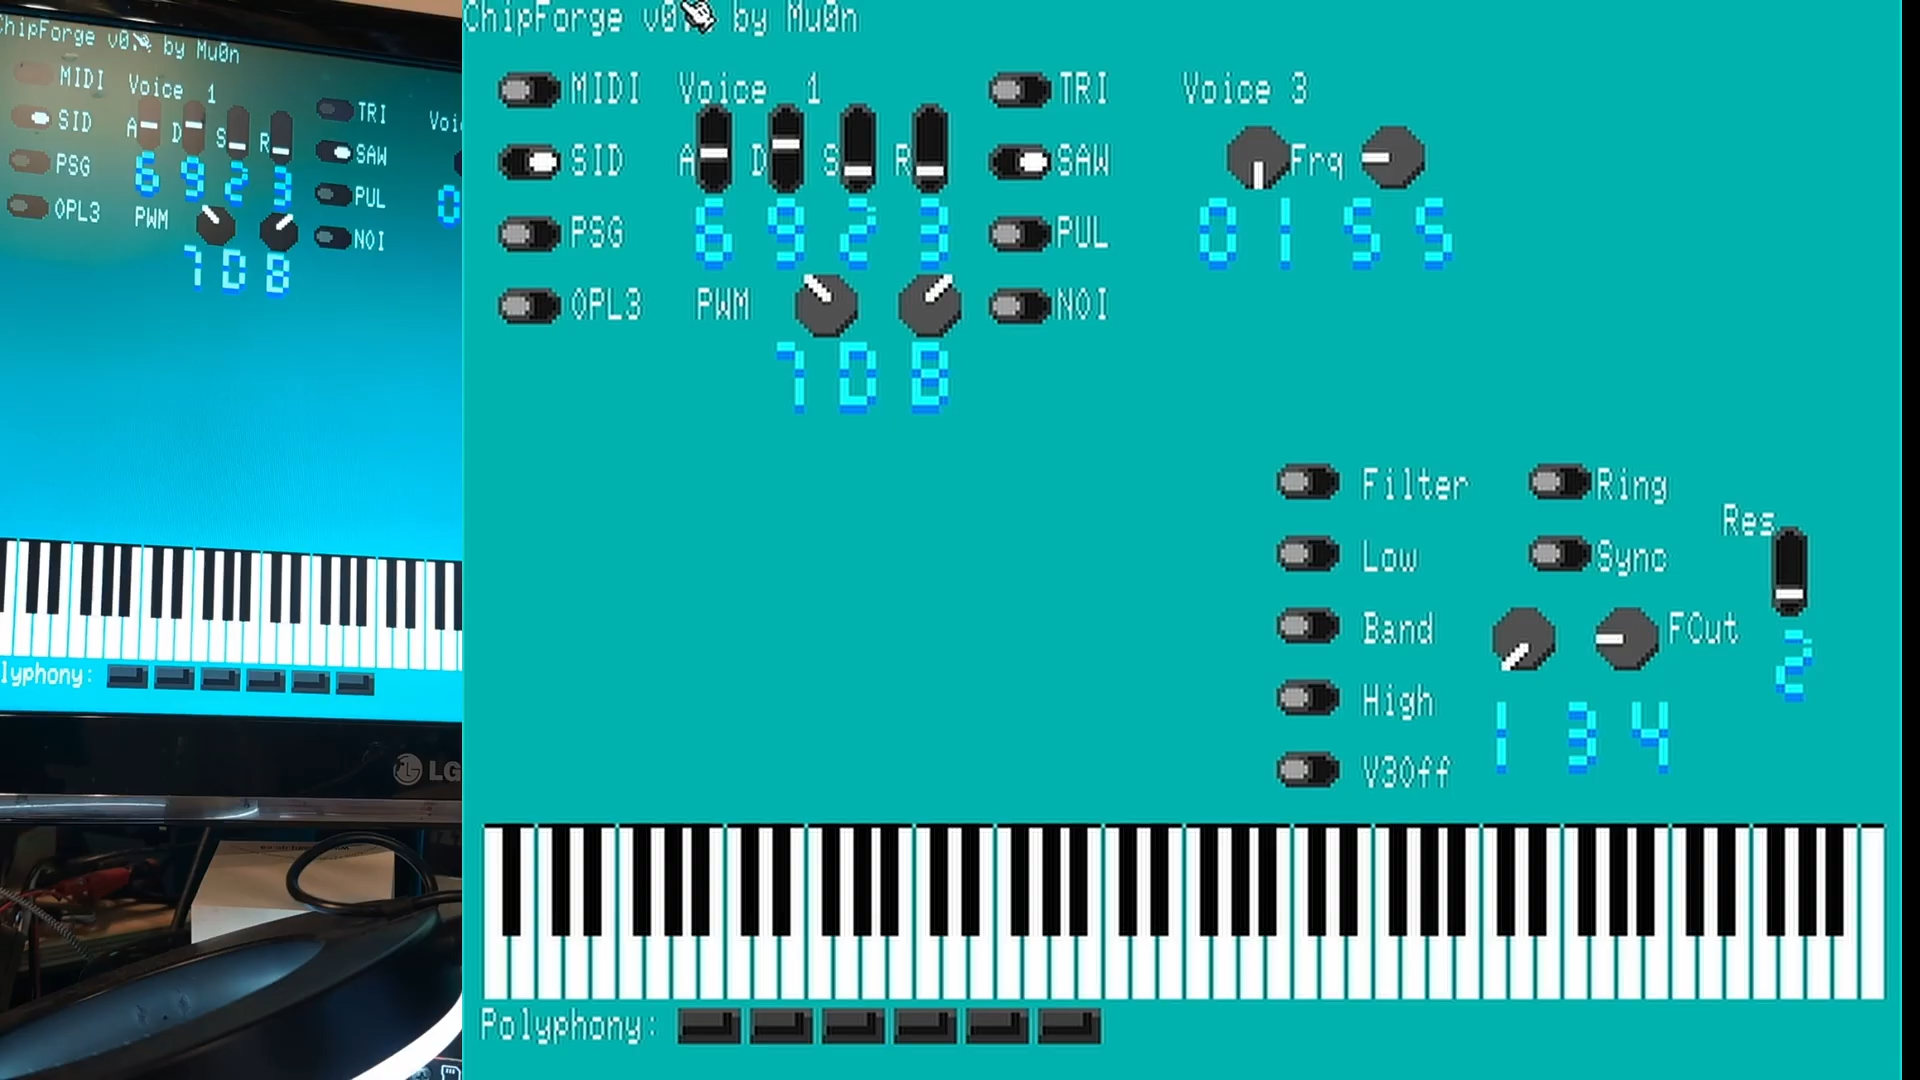 ChipForge v0. by Mu0n
MIDI
Voice 1
TRI
SID
A D S R
SAW
PSG
6 9 2 3
PUL
OPL3
PWM
NOI
7 D 8
Voi
0
lyphony:
LG
ChipForge v0. by Mu0n
MIDI Voice 1 TRI Voice 3
SID A D S R SAW Frq
PSG 6 9 2 3 PUL 0 1 5 5
OPL3 PWM NOI
7 D 8
Filter Ring
Res
Low Sync
Band FCut
2
High
1 3 4
V3Off
Polyphony: